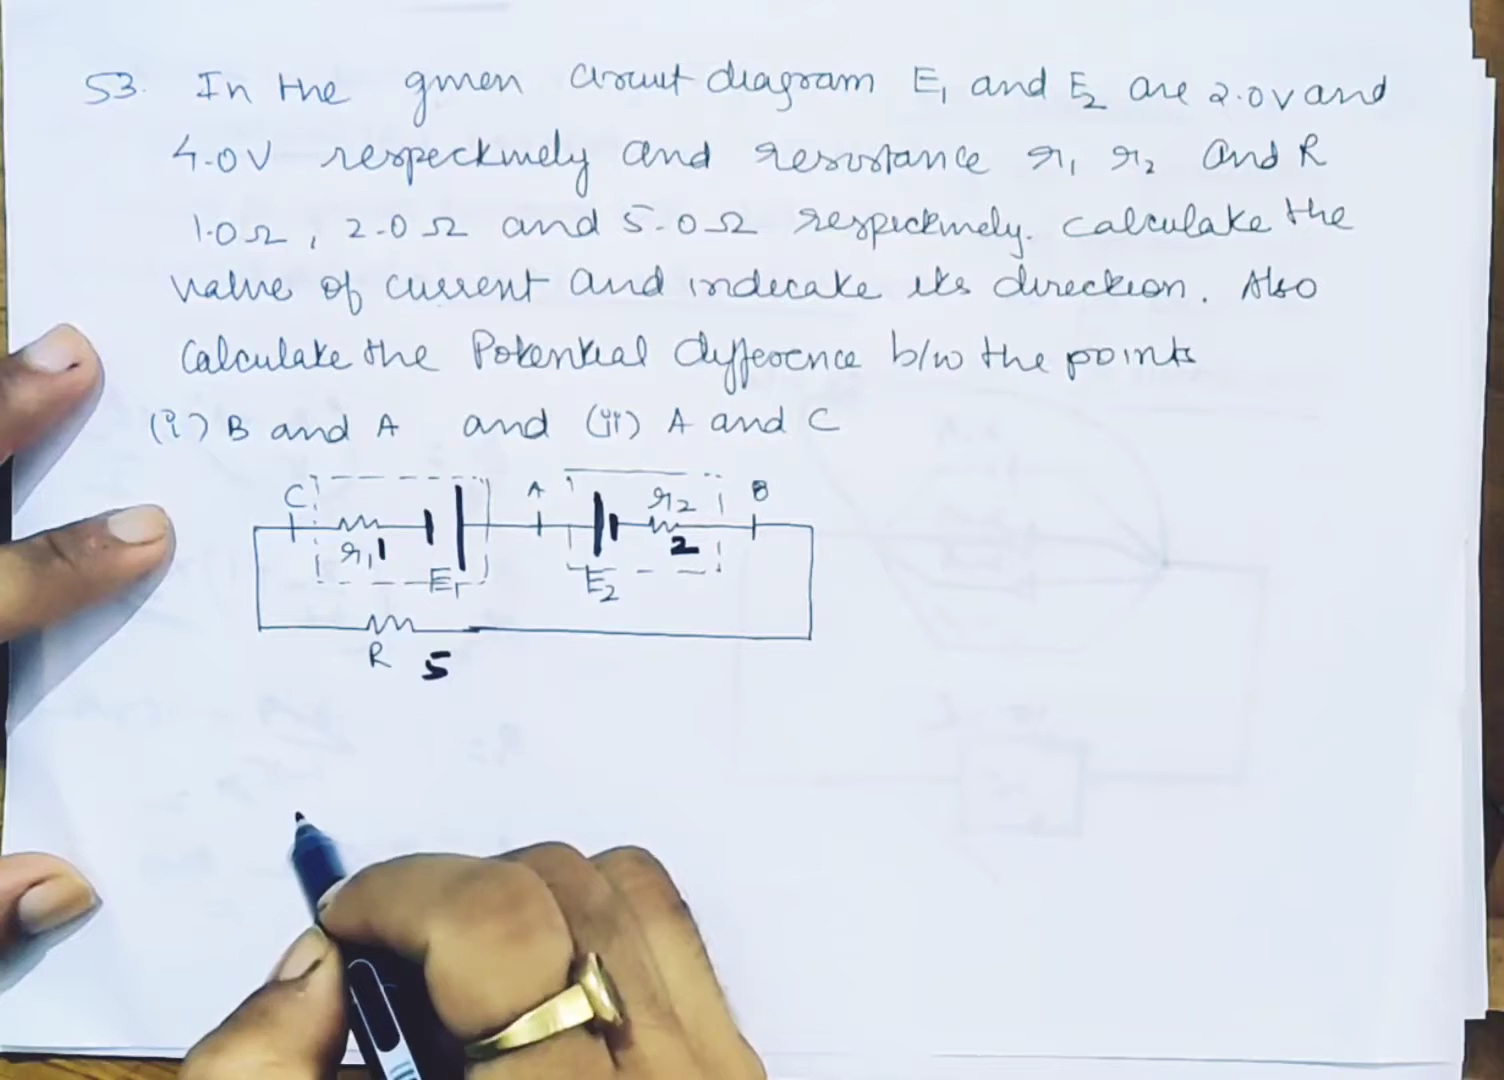 53. In the given circuit diagram E₁ and E₂ are 2.0V and
4.0V respectively and resistance r₁ r₂ and R
1.0Ω, 2.0Ω and 5.0Ω respectively. Calculate the
value of current and indicate its direction. Also
Calculate the Potential difference b/w the points
(i) B and A and (ii) A and C
C A r₂ B
r₁ 1 2
E₁ E₂
R 5